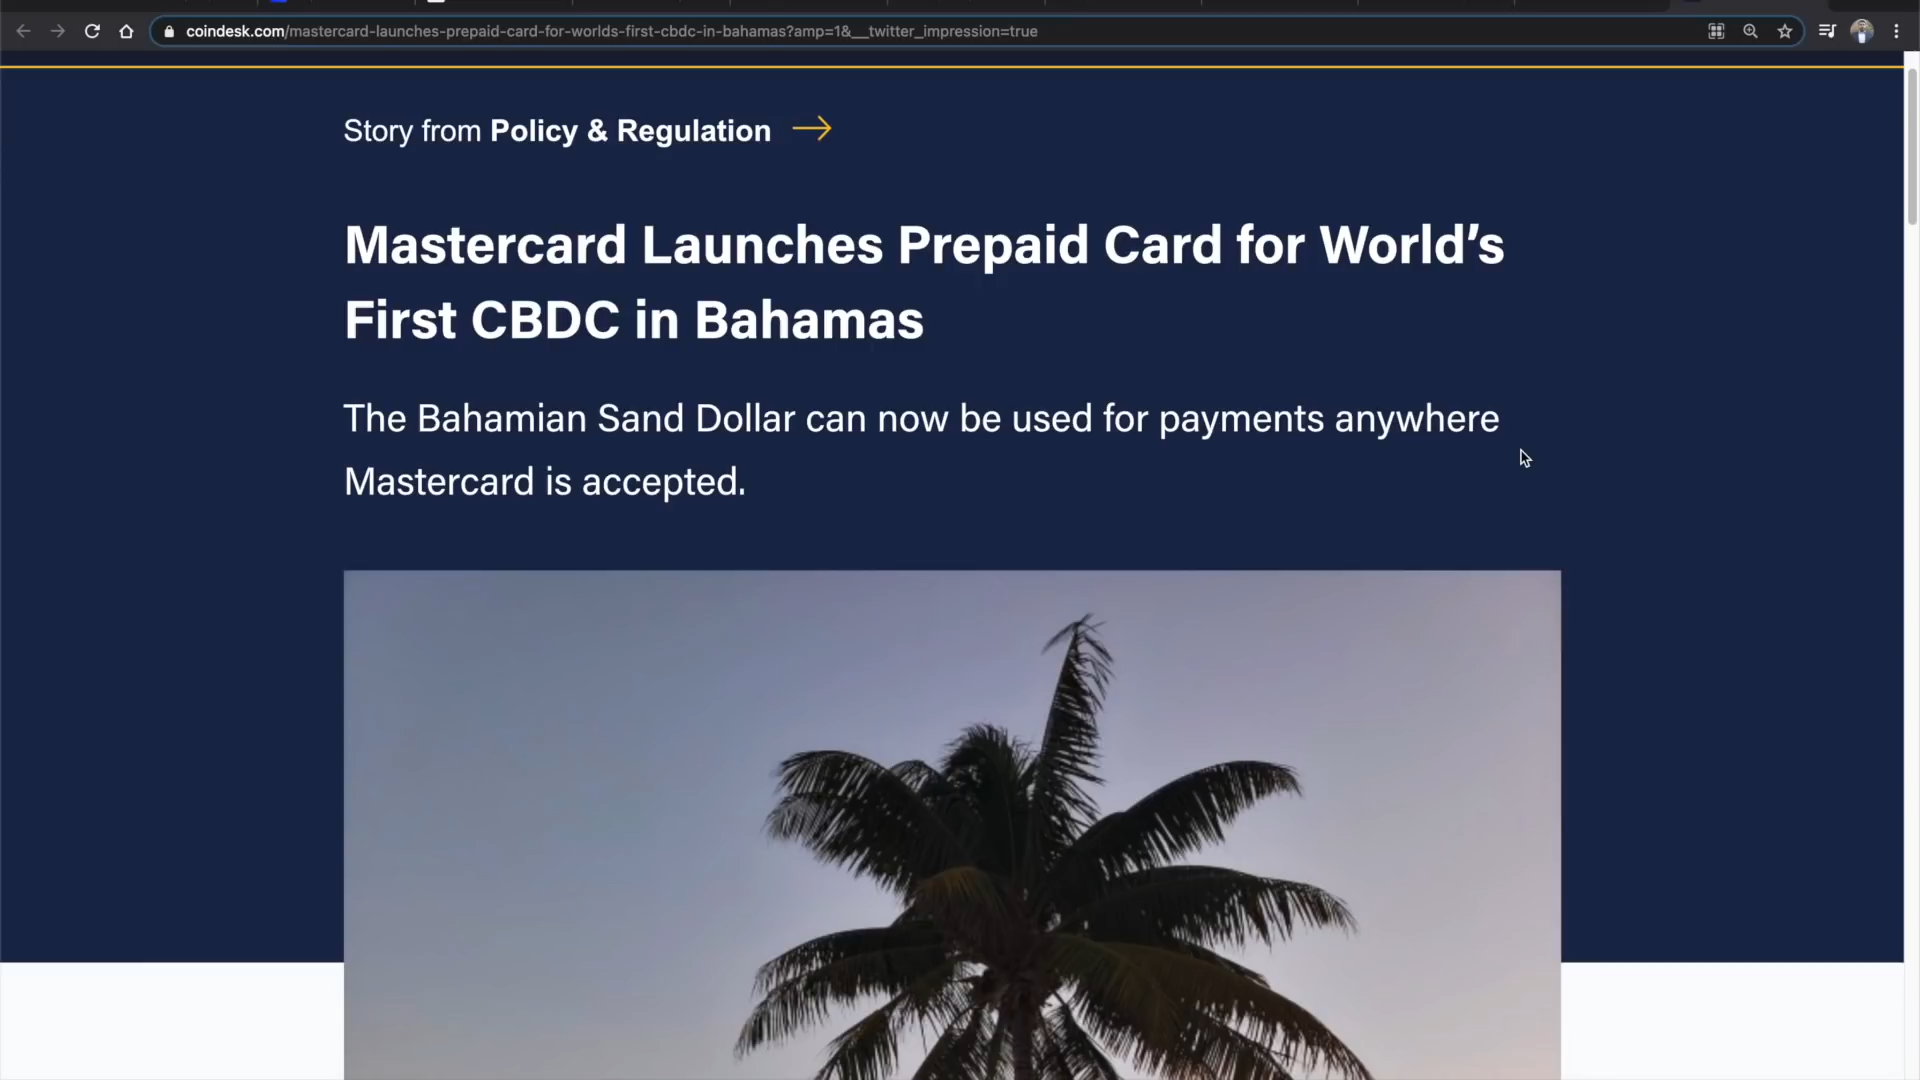 coindesk.com/mastercard-launches-prepaid-card-for-worlds-first-cbdc-in-bahamas?amp=1&__twitter_impression=true
Story from Policy & Regulation
Mastercard Launches Prepaid Card for World’s
First CBDC in Bahamas
The Bahamian Sand Dollar can now be used for payments anywhere
Mastercard is accepted.